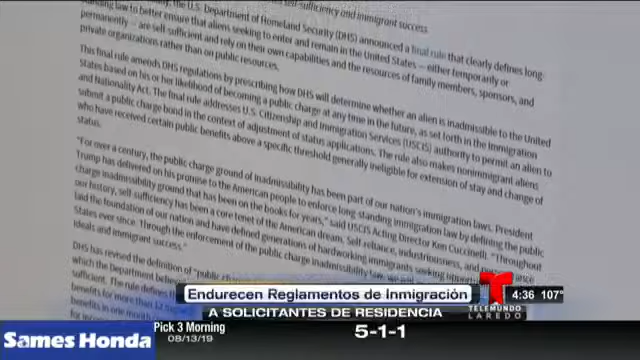 self-sufficiency and immigrant success.
the U.S. Department of Homeland Security (DHS) announced a final rule that clearly defines long-
standing law to better ensure that aliens seeking to enter and remain in the United States — either temporarily or
permanently — are self-sufficient and rely on their own capabilities and the resources of family members, sponsors, and
private organizations rather than on public resources.
This final rule amends DHS regulations by prescribing how DHS will determine whether an alien is inadmissible to the United
States based on his or her likelihood of becoming a public charge at any time in the future, as set forth in the Immigration
and Nationality Act. The final rule addresses U.S. Citizenship and Immigration Services (USCIS) authority to permit an alien to
submit a public charge bond in the context of adjustment of status applications. The rule also makes nonimmigrant aliens
who have received certain public benefits above a specific threshold generally ineligible for extension of stay and change of
status.
"For over a century, the public charge ground of inadmissibility has been part of our nation's immigration laws. President
Trump has delivered on his promise to the American people to enforce long standing immigration law by defining the public
charge inadmissibility ground that has been on the books for years," said USCIS Acting Director Ken Cuccinelli. "Throughout
our history, self-sufficiency has been a core tenet of the American dream. Self-reliance, industriousness, and
laid the foundation of our nation and have defined generations of hardworking immigrants seeking
States ever since. Through the enforcement of the public charge inadmissibility law, we will
ideals and immigrant success."
DHS has revised the definition of "public
which the Department
sufficient. The rule defines
benefits for more than 12
benefits in one month
for
Endurecen Reglamentos de Inmigración
A SOLICITANTES DE RESIDENCIA
TELEMUNDO
LAREDO
4:36 107°
Sames Honda
Pick 3 Morning
08/13/19
5-1-1